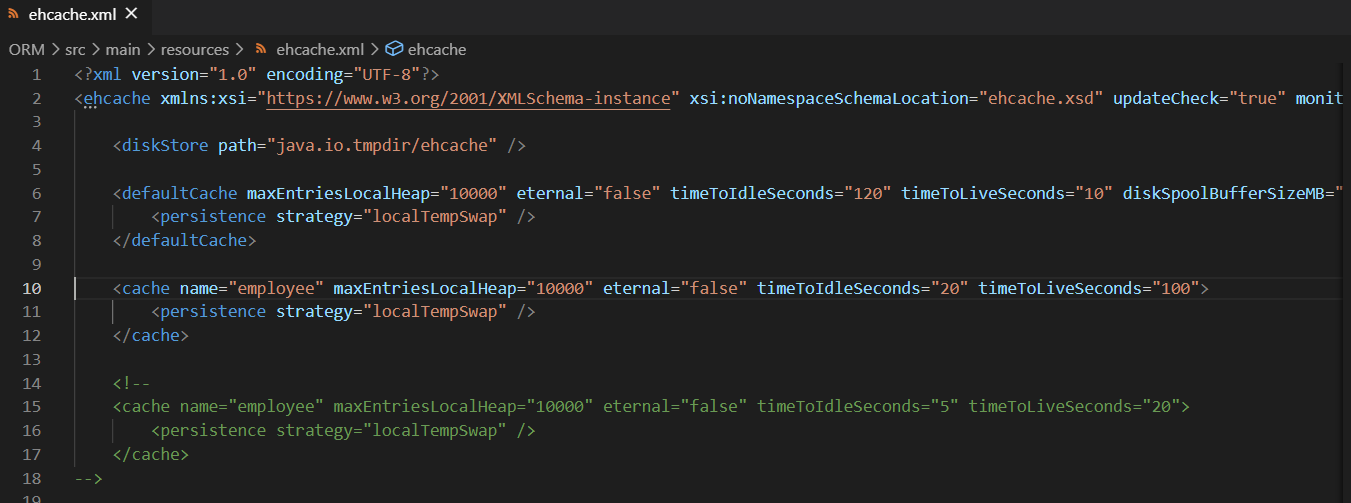 ehcache.xml
ORM > src > main > resources > ehcache.xml > ehcache
1 <?xml version="1.0" encoding="UTF-8"?>
2 <ehcache xmlns:xsi="https://www.w3.org/2001/XMLSchema-instance" xsi:noNamespaceSchemaLocation="ehcache.xsd" updateCheck="true" monit
3
4 <diskStore path="java.io.tmpdir/ehcache" />
5
6 <defaultCache maxEntriesLocalHeap="10000" eternal="false" timeToIdleSeconds="120" timeToLiveSeconds="10" diskSpoolBufferSizeMB="
7 <persistence strategy="localTempSwap" />
8 </defaultCache>
9
10 <cache name="employee" maxEntriesLocalHeap="10000" eternal="false" timeToIdleSeconds="20" timeToLiveSeconds="100">
11 <persistence strategy="localTempSwap" />
12 </cache>
13
14 <!--
15 <cache name="employee" maxEntriesLocalHeap="10000" eternal="false" timeToIdleSeconds="5" timeToLiveSeconds="20">
16 <persistence strategy="localTempSwap" />
17 </cache>
18 -->
19